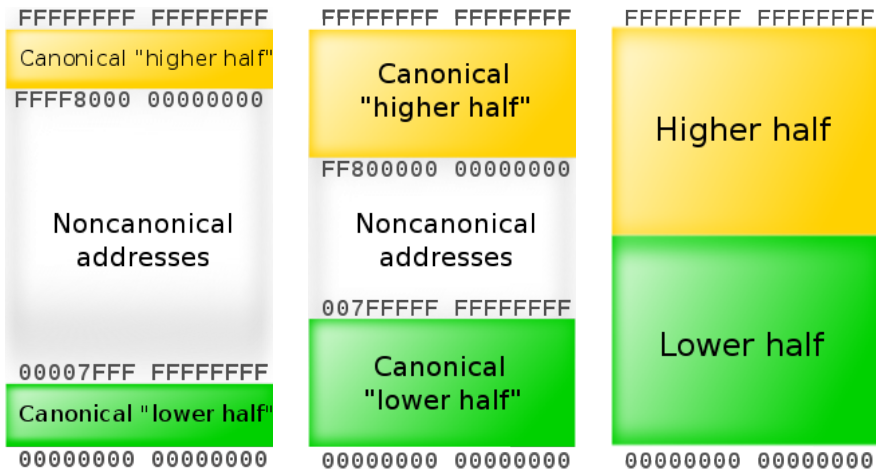 FFFFFFFF FFFFFFFF
Canonical "higher half"
FFFF8000 00000000
Noncanonical
addresses
00007FFF FFFFFFFF
Canonical "lower half"
00000000 00000000
FFFFFFFF FFFFFFFF
Canonical
"higher half"
FF800000 00000000
Noncanonical
addresses
007FFFFF FFFFFFFF
Canonical
"lower half"
00000000 00000000
FFFFFFFF FFFFFFFF
Higher half
Lower half
00000000 00000000